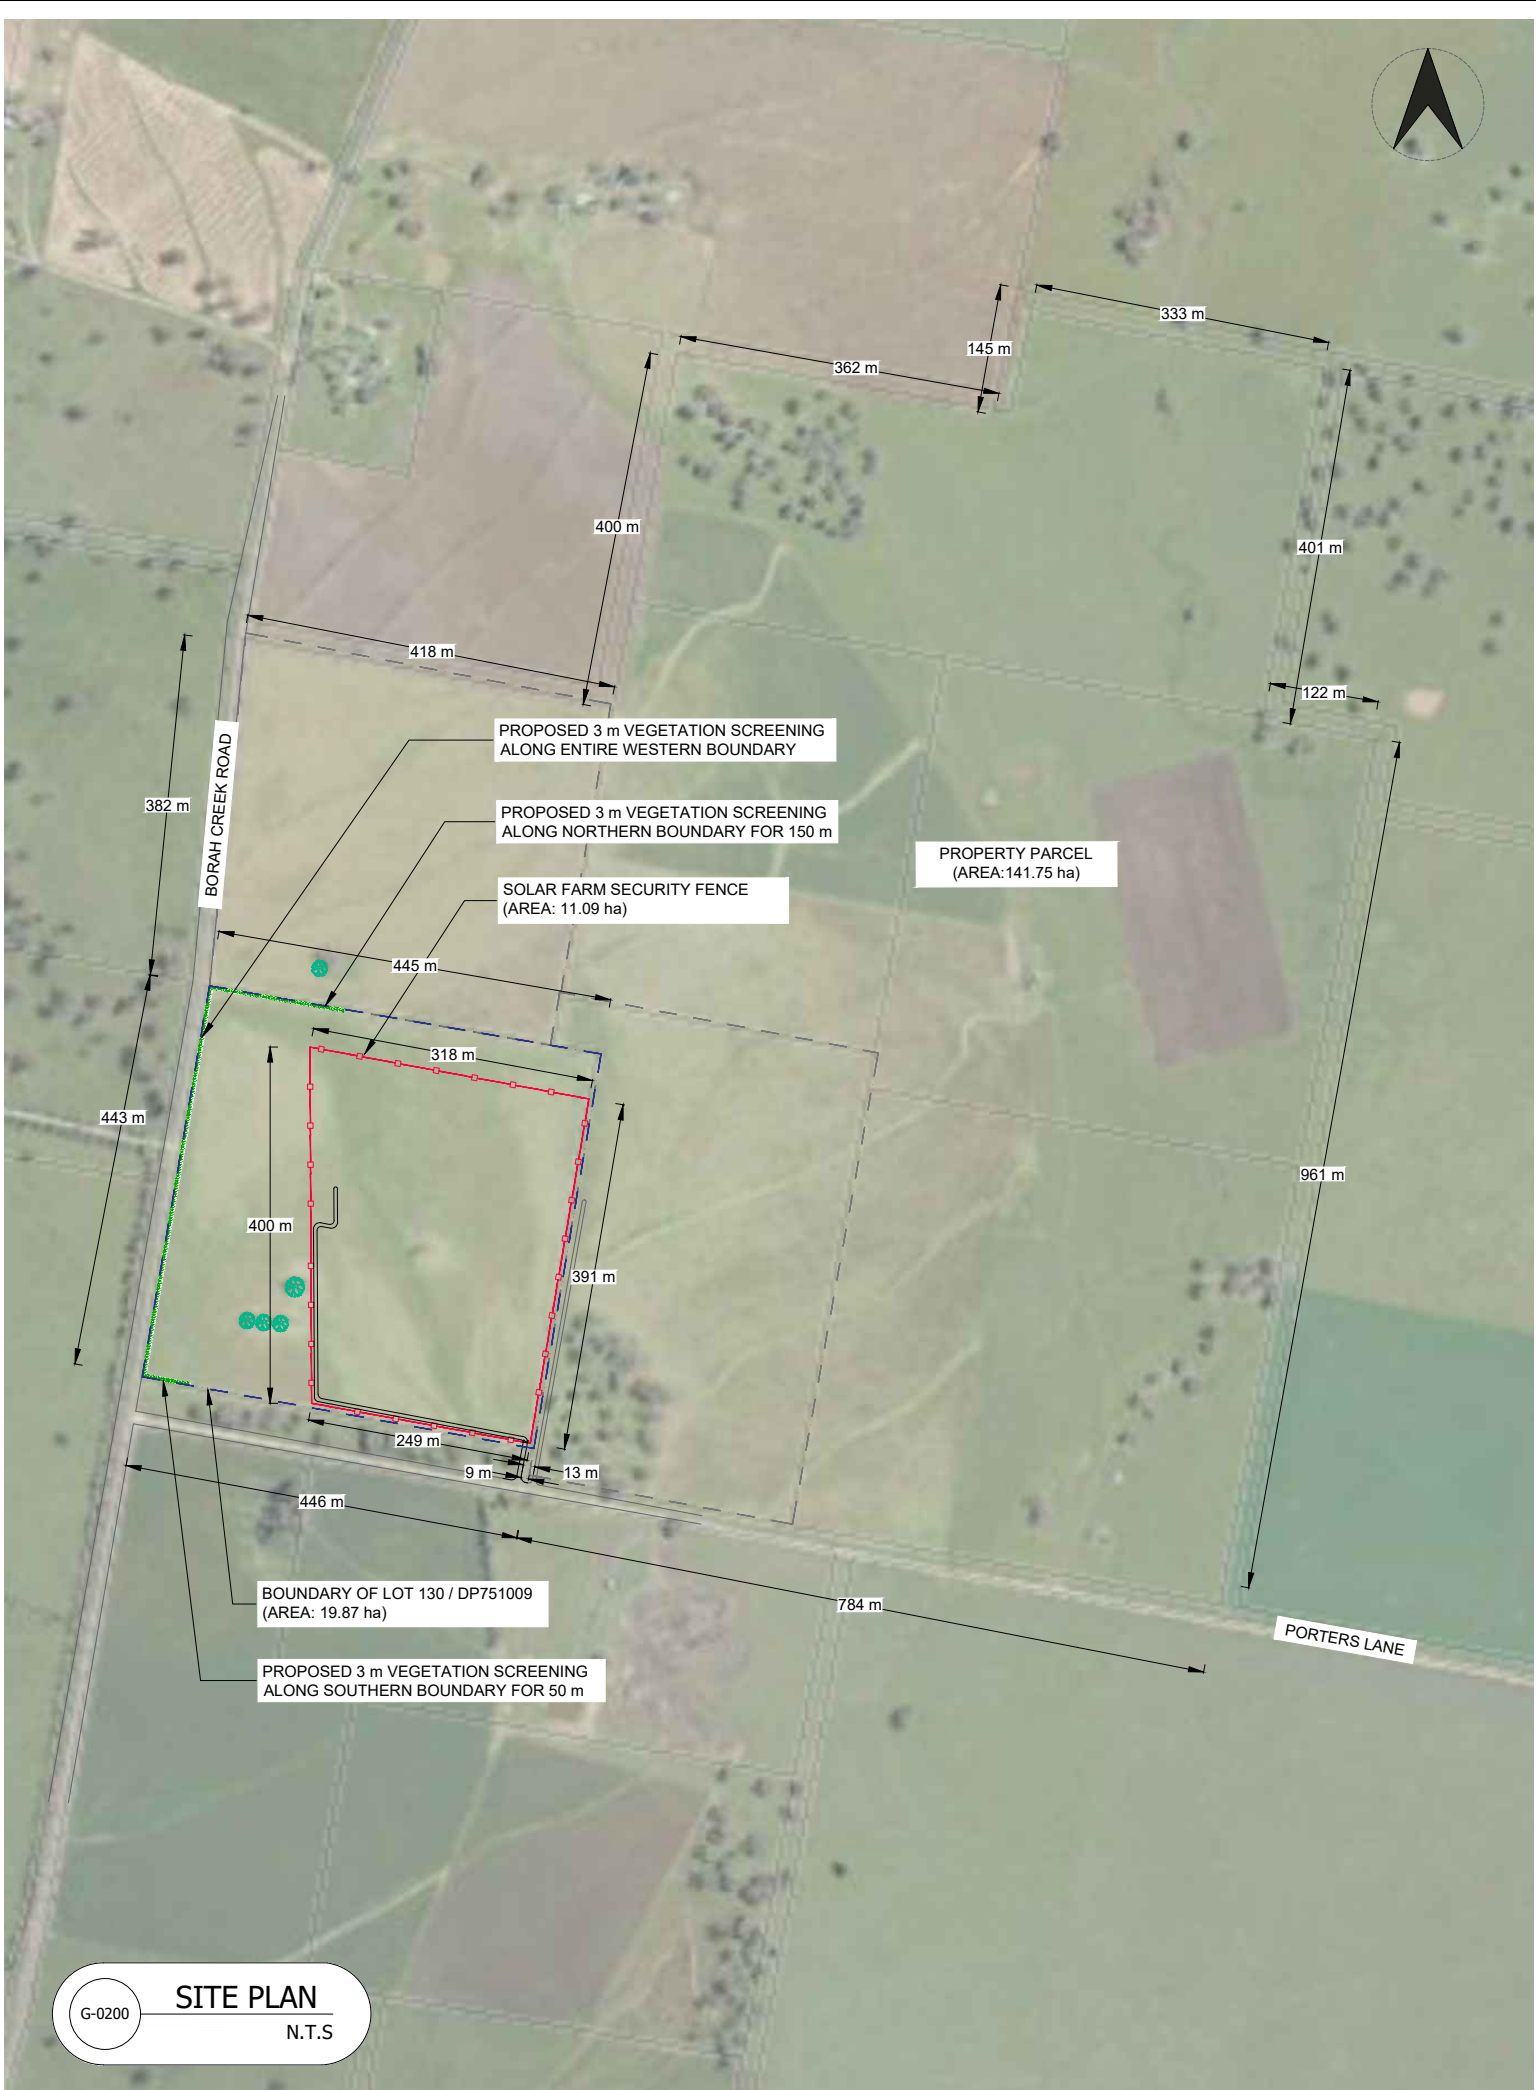 333 m
145 m
362 m
400 m
401 m
418 m
122 m
PROPOSED 3 m VEGETATION SCREENING
ALONG ENTIRE WESTERN BOUNDARY
BORAH CREEK ROAD
382 m
PROPOSED 3 m VEGETATION SCREENING
ALONG NORTHERN BOUNDARY FOR 150 m
PROPERTY PARCEL
(AREA:141.75 ha)
SOLAR FARM SECURITY FENCE
(AREA: 11.09 ha)
445 m
318 m
443 m
961 m
400 m
391 m
249 m
9 m
13 m
446 m
BOUNDARY OF LOT 130 / DP751009
(AREA: 19.87 ha)
784 m
PORTERS LANE
PROPOSED 3 m VEGETATION SCREENING
ALONG SOUTHERN BOUNDARY FOR 50 m
G-0200
SITE PLAN
N.T.S